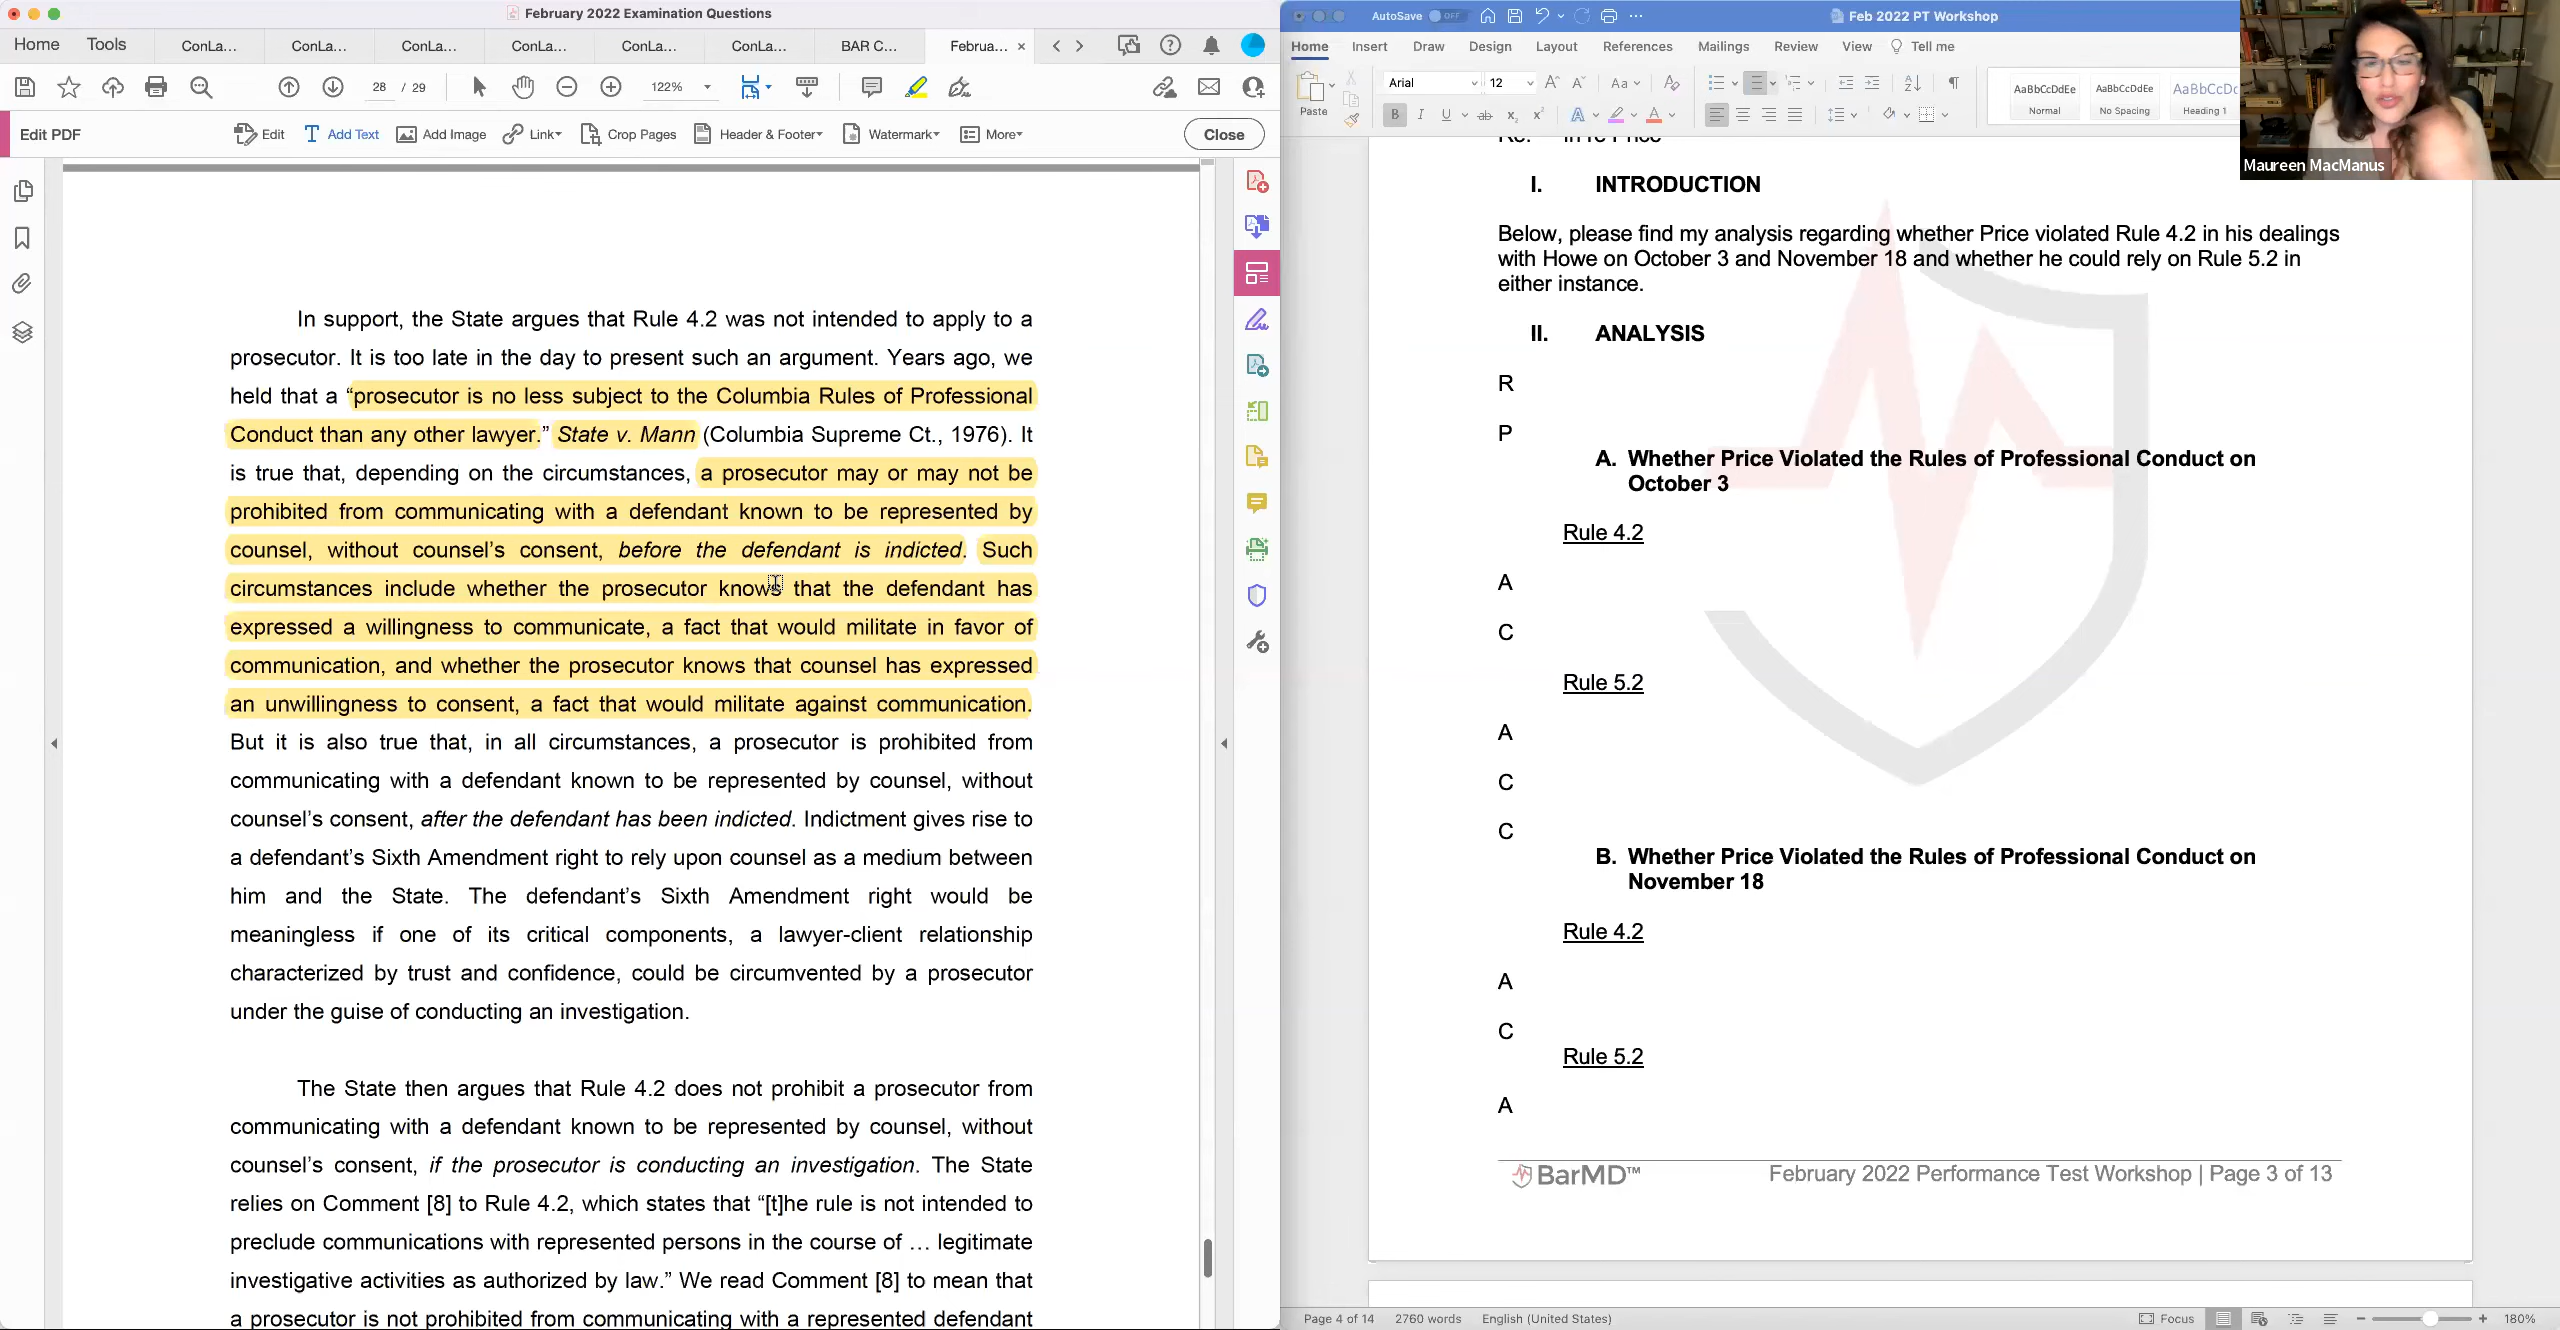 February 2022 Examination Questions
Home Tools ConLa... ConLa... ConLa... ConLa... ConLa... ConLa... BAR C... Februa... ×
28 / 29 122%
Edit PDF Edit Add Text Add Image Link Crop Pages Header & Footer Watermark More Close
In support, the State argues that Rule 4.2 was not intended to apply to a
prosecutor. It is too late in the day to present such an argument. Years ago, we
held that a “prosecutor is no less subject to the Columbia Rules of Professional
Conduct than any other lawyer.” State v. Mann (Columbia Supreme Ct., 1976). It
is true that, depending on the circumstances, a prosecutor may or may not be
prohibited from communicating with a defendant known to be represented by
counsel, without counsel’s consent, before the defendant is indicted. Such
circumstances include whether the prosecutor knows that the defendant has
expressed a willingness to communicate, a fact that would militate in favor of
communication, and whether the prosecutor knows that counsel has expressed
an unwillingness to consent, a fact that would militate against communication.
But it is also true that, in all circumstances, a prosecutor is prohibited from
communicating with a defendant known to be represented by counsel, without
counsel’s consent, after the defendant has been indicted. Indictment gives rise to
a defendant’s Sixth Amendment right to rely upon counsel as a medium between
him and the State. The defendant’s Sixth Amendment right would be
meaningless if one of its critical components, a lawyer-client relationship
characterized by trust and confidence, could be circumvented by a prosecutor
under the guise of conducting an investigation.
The State then argues that Rule 4.2 does not prohibit a prosecutor from
communicating with a defendant known to be represented by counsel, without
counsel’s consent, if the prosecutor is conducting an investigation. The State
relies on Comment [8] to Rule 4.2, which states that “[t]he rule is not intended to
preclude communications with represented persons in the course of … legitimate
investigative activities as authorized by law.” We read Comment [8] to mean that
a prosecutor is not prohibited from communicating with a represented defendant
AutoSave OFF Feb 2022 PT Workshop
Home Insert Draw Design Layout References Mailings Review View Tell me
Paste Arial 12
AaBbCcDdEe AaBbCcDdEe AaBbCcDc
Normal No Spacing Heading 1
Maureen MacManus
Re: In re Price
I. INTRODUCTION
Below, please find my analysis regarding whether Price violated Rule 4.2 in his dealings
with Howe on October 3 and November 18 and whether he could rely on Rule 5.2 in
either instance.
II. ANALYSIS
R
P
A. Whether Price Violated the Rules of Professional Conduct on
October 3
Rule 4.2
A
C
Rule 5.2
A
C
C
B. Whether Price Violated the Rules of Professional Conduct on
November 18
Rule 4.2
A
C
Rule 5.2
A
BarMD™ February 2022 Performance Test Workshop | Page 3 of 13
Page 4 of 14 2760 words English (United States) Focus 180%